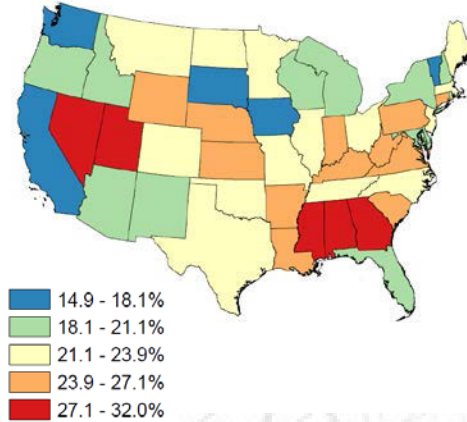 14.9 - 18.1%
18.1 - 21.1%
21.1 - 23.9%
23.9 - 27.1%
27.1 - 32.0%